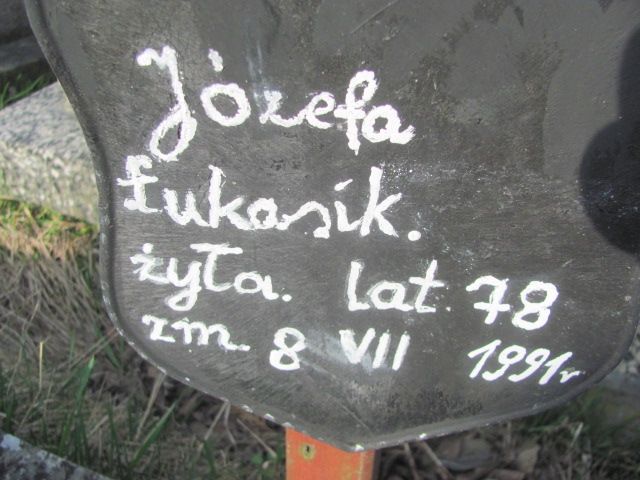 Józefa
Łukasik.
żyła. lat. 78
zm. 8 VII 1991r